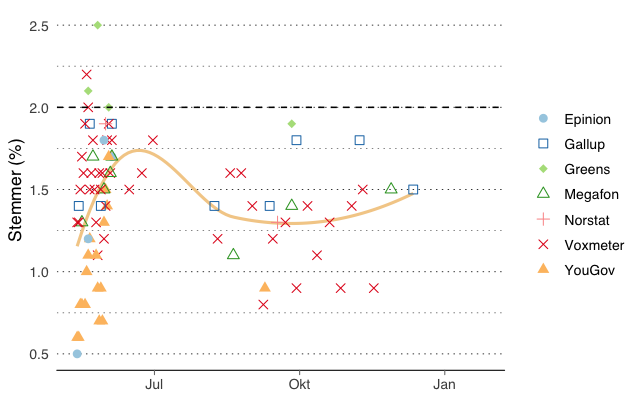 Stemmer (%)
2.5
2.0
1.5
1.0
0.5
Jul
Okt
Jan
Epinion
Gallup
Greens
Megafon
Norstat
Voxmeter
YouGov